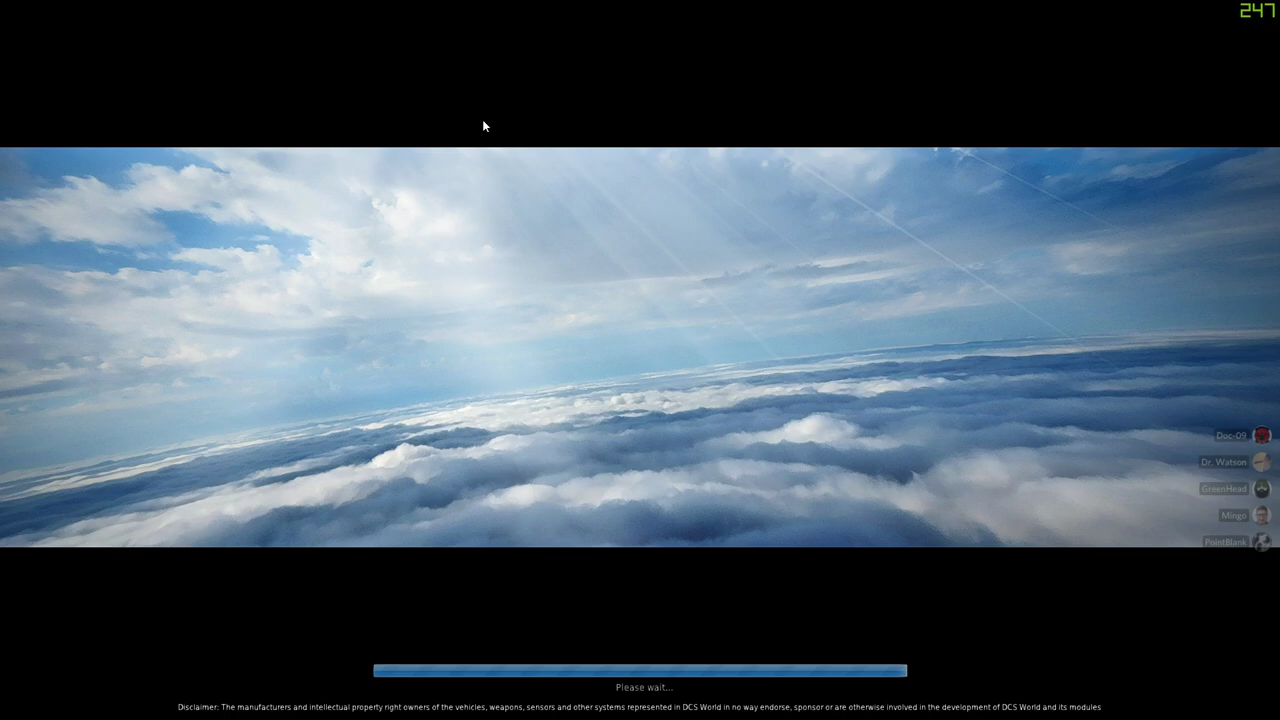 247
Doc-09
Dr. Watson
GreenHead
Mingo
PointBlank
Please wait...
Disclaimer: The manufacturers and intellectual property right owners of the vehicles, weapons, sensors and other systems represented in DCS World in no way endorse, sponsor or are otherwise involved in the development of DCS World and its modules